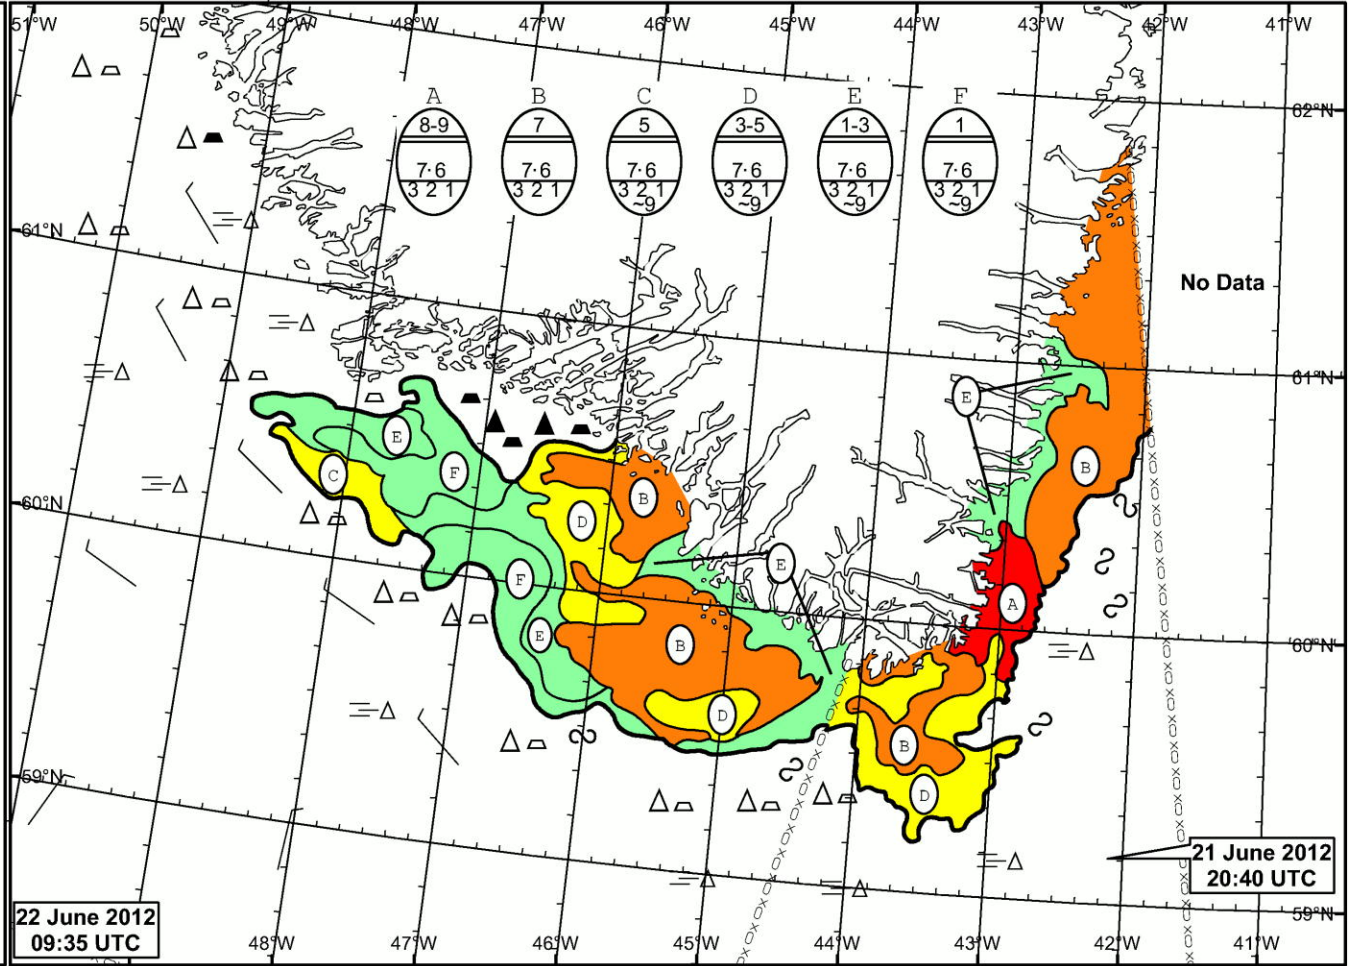 51°W 50°W 49°W 48°W 47°W 46°W 45°W 44°W 43°W 42°W 41°W
62°N
A B C D E F
8-9 7 5 3-5 1-3 1
7·6 7·6 7·6 7·6 7·6 7·6
3 2 1 3 2 1 3 2 1 3 2 1 3 2 1 3 2 1
~9 ~9 ~9 ~9
61°N
No Data
61°N
E
E
B
C
F
B
60°N
D
E
F
A
E
B
60°N
D
B
59°N
D
21 June 2012
20:40 UTC
22 June 2012
09:35 UTC
59°N
48°W 47°W 46°W 45°W 44°W 43°W 42°W 41°W